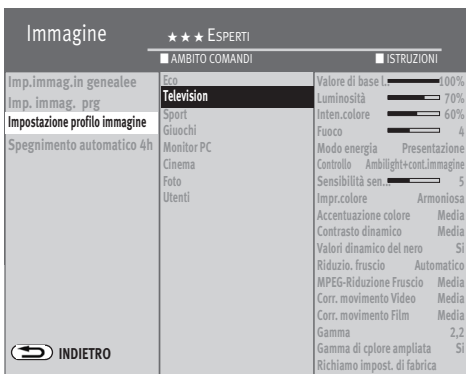 Immagine
★★★ ESPERTI
AMBITO COMANDI
ISTRUZIONI
Imp.immag.in genealee
Imp. immag. prg
Impostazione profilo immagine
Spegnimento automatico 4h
INDIETRO
Eco
Television
Sport
Giuochi
Monitor PC
Cinema
Foto
Utenti
Valore di base l.. 100%
Luminosità 70%
Inten.colore 60%
Fuoco 4
Modo energia Presentazione
Controllo Ambilight+cont.immagine
Sensibilità sen... 5
Impr.colore Armoniosa
Accentuazione colore Media
Contrasto dinamico Media
Valori dinamico del nero Si
Riduzio. fruscio Automatico
MPEG-Riduzione Fruscio Media
Corr. movimento Video Media
Corr. movimento Film Media
Gamma 2,2
Gamma di cplore ampliata Si
Richiamo impost. di fabrica